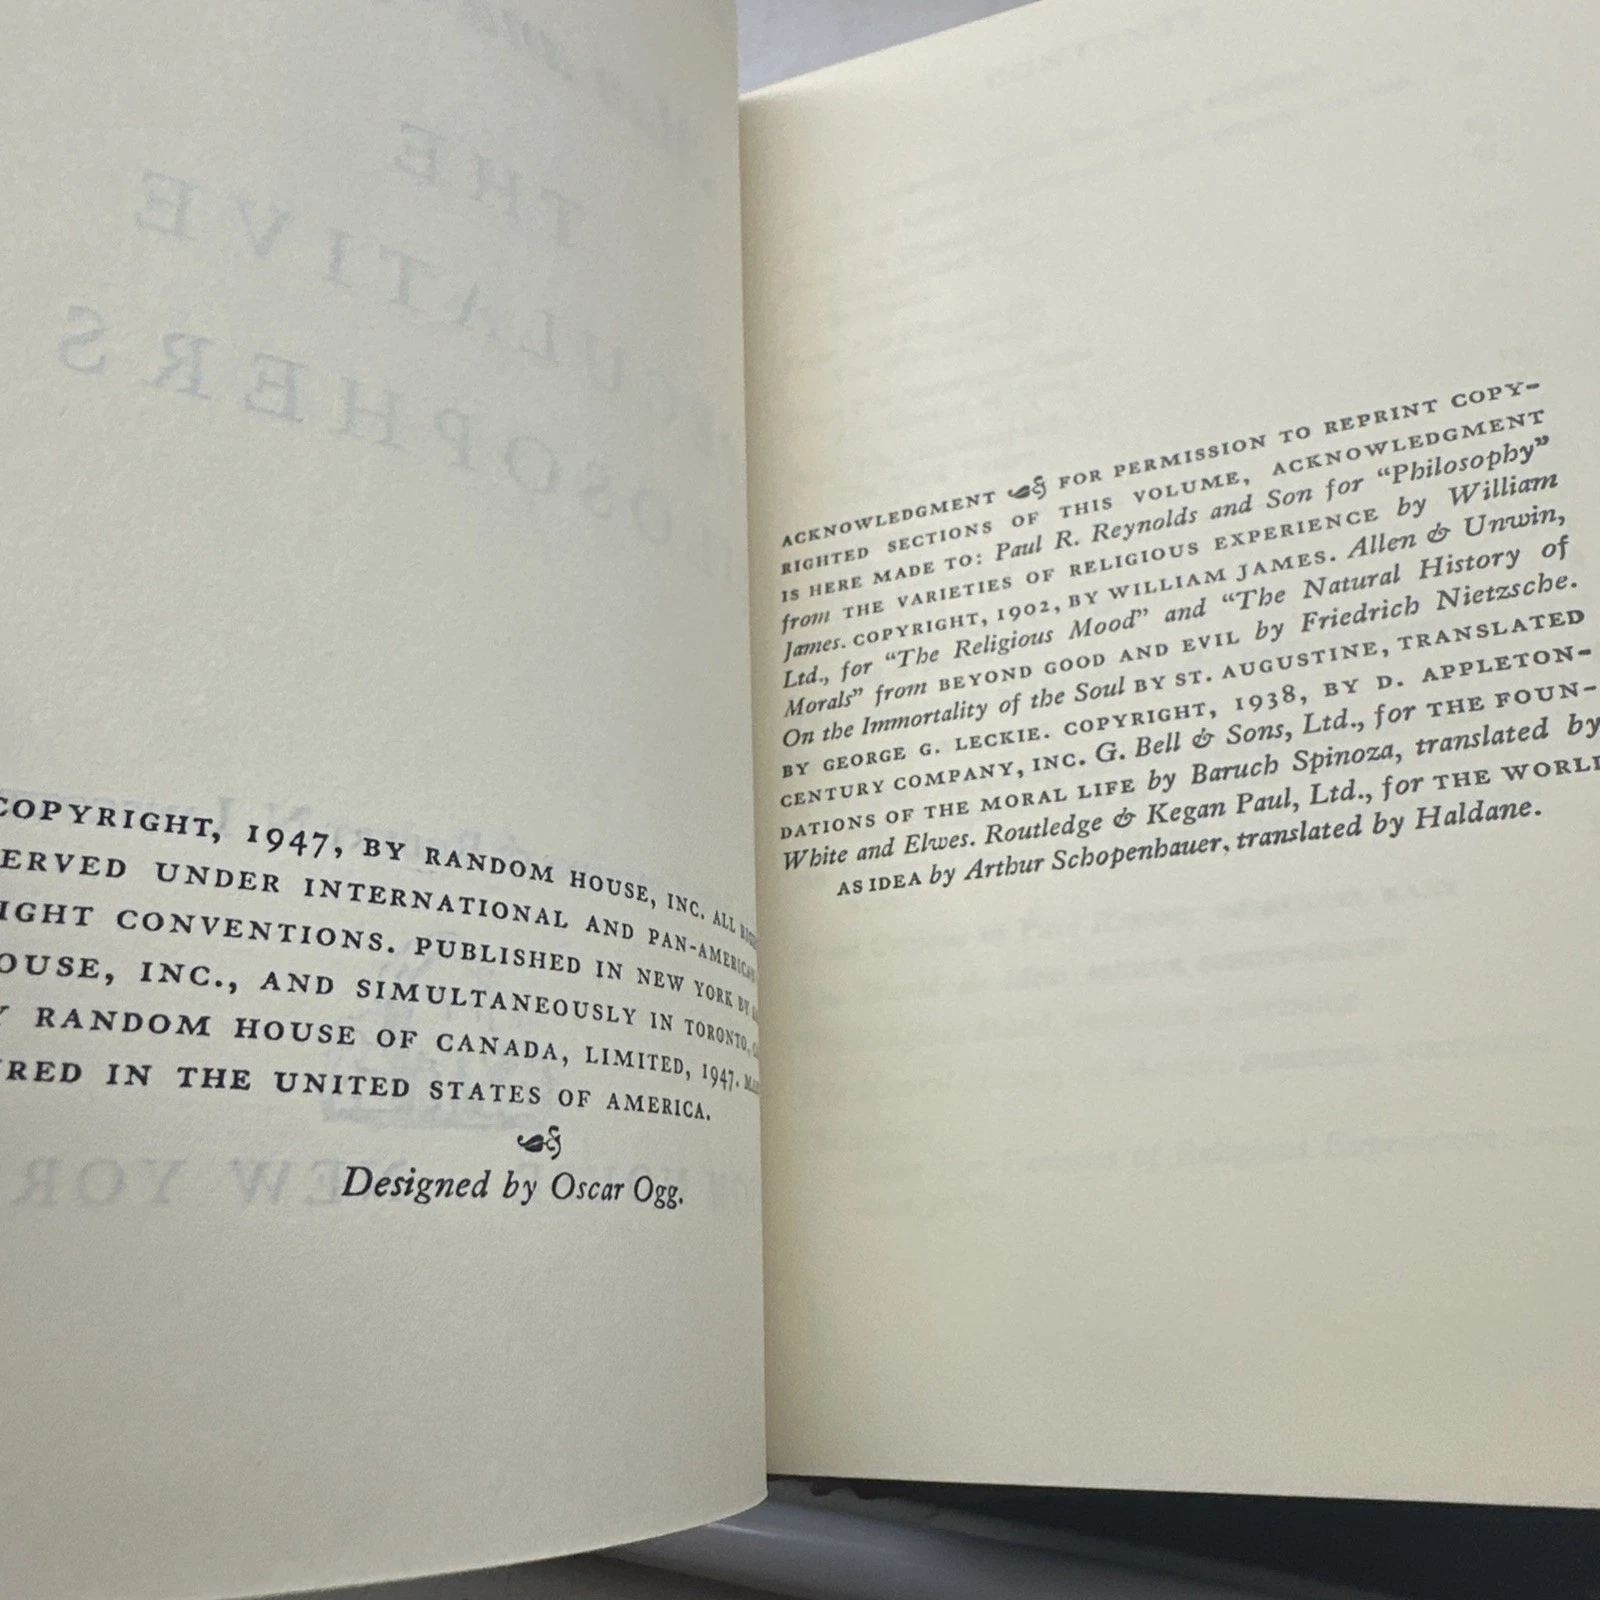 COPYRIGHT, 1947, BY RANDOM HOUSE, INC. ALL
UNDER INTERNATIONAL AND PAN-AMERICAN
CONVENTIONS. PUBLISHED IN NEW YORK BY
INC., AND SIMULTANEOUSLY IN TORONTO,
RANDOM HOUSE OF CANADA, LIMITED, 1947.
IN THE UNITED STATES OF AMERICA.
Designed by Oscar Ogg.
ACKNOWLEDGMENT FOR PERMISSION TO REPRINT COPY-
RIGHTED SECTIONS OF THIS VOLUME, ACKNOWLEDGMENT
IS HERE MADE TO: Paul R. Reynolds and Son for “Philosophy”
from THE VARIETIES OF RELIGIOUS EXPERIENCE by William
James. COPYRIGHT, 1902, BY WILLIAM JAMES. Allen & Unwin,
Ltd., for “The Religious Mood” and “The Natural History of
Morals” from BEYOND GOOD AND EVIL by Friedrich Nietzsche.
On the Immortality of the Soul BY ST. AUGUSTINE, TRANSLATED
BY GEORGE G. LECKIE. COPYRIGHT, 1938, BY D. APPLETON-
CENTURY COMPANY, INC. G. Bell & Sons, Ltd., for THE FOUN-
DATIONS OF THE MORAL LIFE by Baruch Spinoza, translated by
White and Elwes. Routledge & Kegan Paul, Ltd., for THE WORLD
AS IDEA by Arthur Schopenhauer, translated by Haldane.